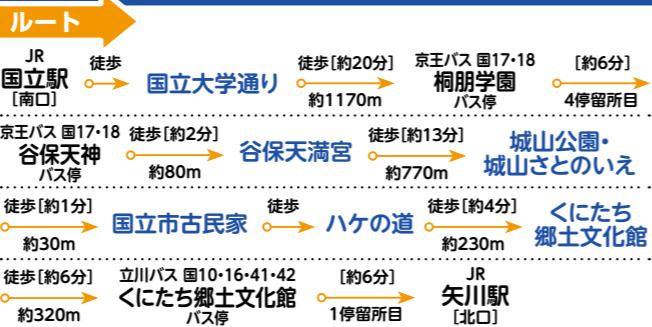 ルート
JR
国立駅
[南口]
徒歩
国立大学通り
徒歩[約20分]
約1170m
京王バス 国17・18
桐朋学園
バス停
[約6分]
4停留所目
京王バス 国17・18
谷保天神
バス停
徒歩[約2分]
約80m
谷保天満宮
徒歩[約13分]
約770m
城山公園・
城山さとのいえ
徒歩[約1分]
約30m
国立市古民家
徒歩
ハケの道
徒歩[約4分]
約230m
くにたち
郷土文化館
徒歩[約6分]
約320m
立川バス 国10・16・41・42
くにたち郷土文化館
バス停
[約6分]
1停留所目
JR
矢川駅
[北口]